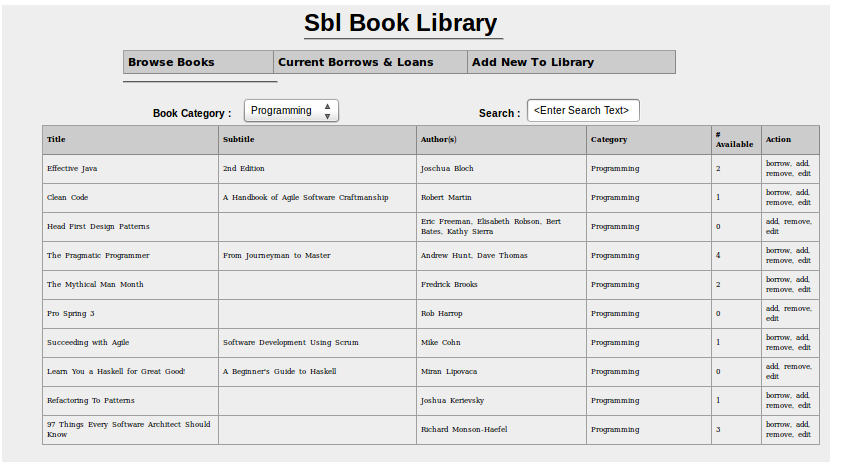 Sbl Book Library
Browse Books Current Borrows & Loans Add New To Library
Book Category : Programming Search : <Enter Search Text>
Title Subtitle Author(s) Category # Available Action
Effective Java 2nd Edition Joschua Bloch Programming 2 borrow, add, remove, edit
Clean Code A Handbook of Agile Software Craftmanship Robert Martin Programming 1 borrow, add, remove, edit
Head First Design Patterns Eric Freeman, Elisabeth Robson, Bert Bates, Kathy Sierra Programming 0 add, remove, edit
The Pragmatic Programmer From Journeyman to Master Andrew Hunt, Dave Thomas Programming 4 borrow, add, remove, edit
The Mythical Man Month Fredrick Brooks Programming 2 borrow, add, remove, edit
Pro Spring 3 Rob Harrop Programming 0 add, remove, edit
Succeeding with Agile Software Development Using Scrum Mike Cohn Programming 1 borrow, add, remove, edit
Learn You a Haskell for Great Good! A Beginner's Guide to Haskell Miran Lipovaca Programming 0 add, remove, edit
Refactoring To Patterns Joshua Kerievsky Programming 1 borrow, add, remove, edit
97 Things Every Software Architect Should Know Richard Monson-Haefel Programming 3 borrow, add, remove, edit